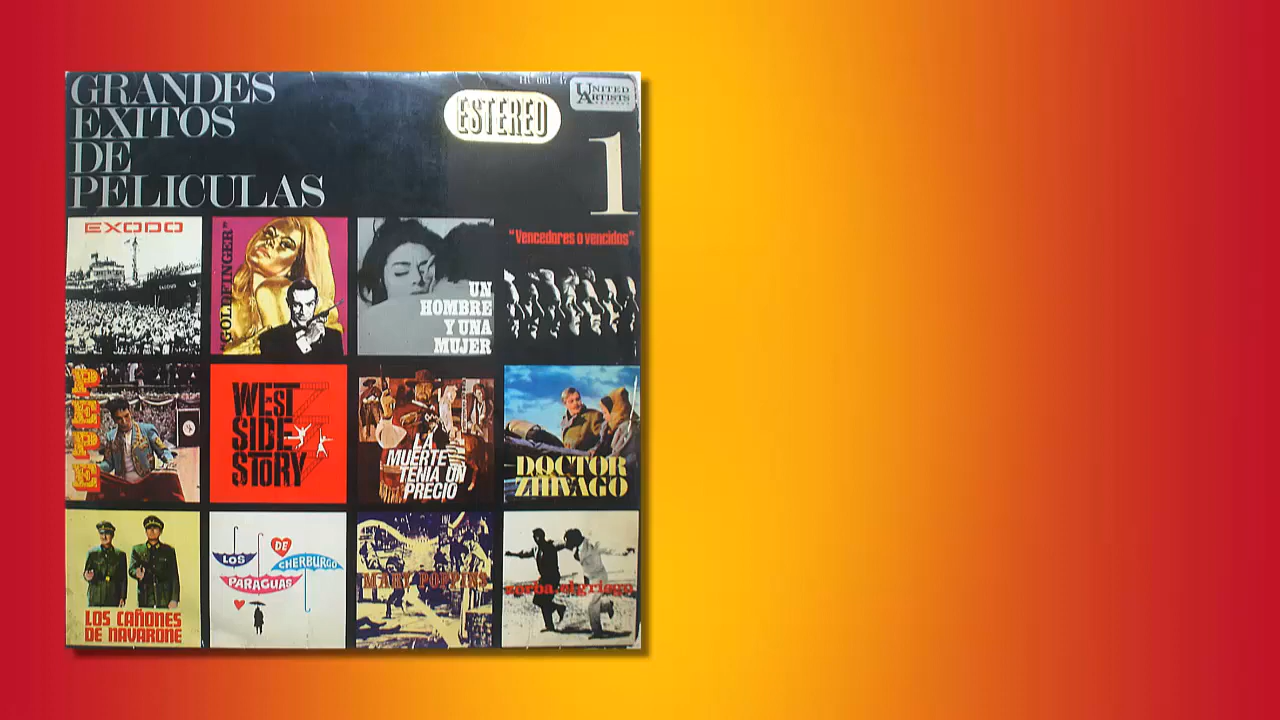 GRANDES
EXITOS
DE
PELICULAS
ESTEREO
UNITED
ARTISTS
RECORDS
1
EXODO
"GOLDFINGER"
UN
HOMBRE
Y UNA
MUJER
"Vencedores o vencidos"
PEPE
WEST
SIDE
STORY
LA
MUERTE
TENIA UN
PRECIO
DOCTOR
ZHIVAGO
LOS CAÑONES
DE NAVARONE
LOS
PARAGUAS
DE
CHERBURGO
MARY POPPINS
zorba, el griego